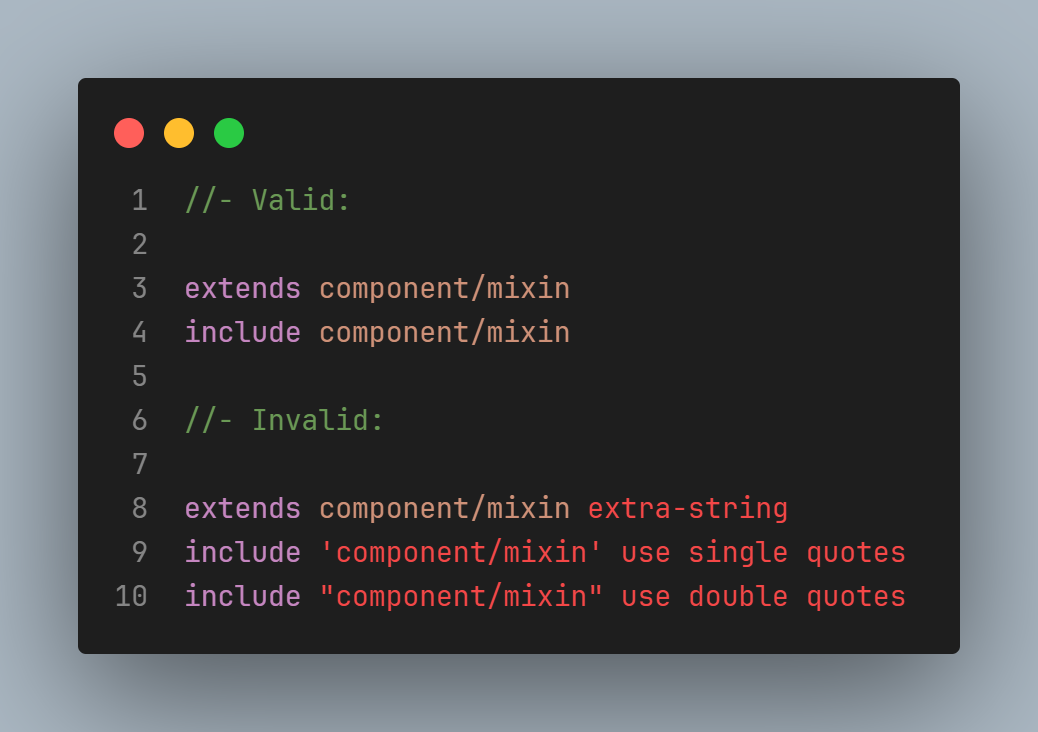 1 //- Valid:
2
3 extends component/mixin
4 include component/mixin
5
6 //- Invalid:
7
8 extends component/mixin extra-string
9 include 'component/mixin' use single quotes
10 include "component/mixin" use double quotes